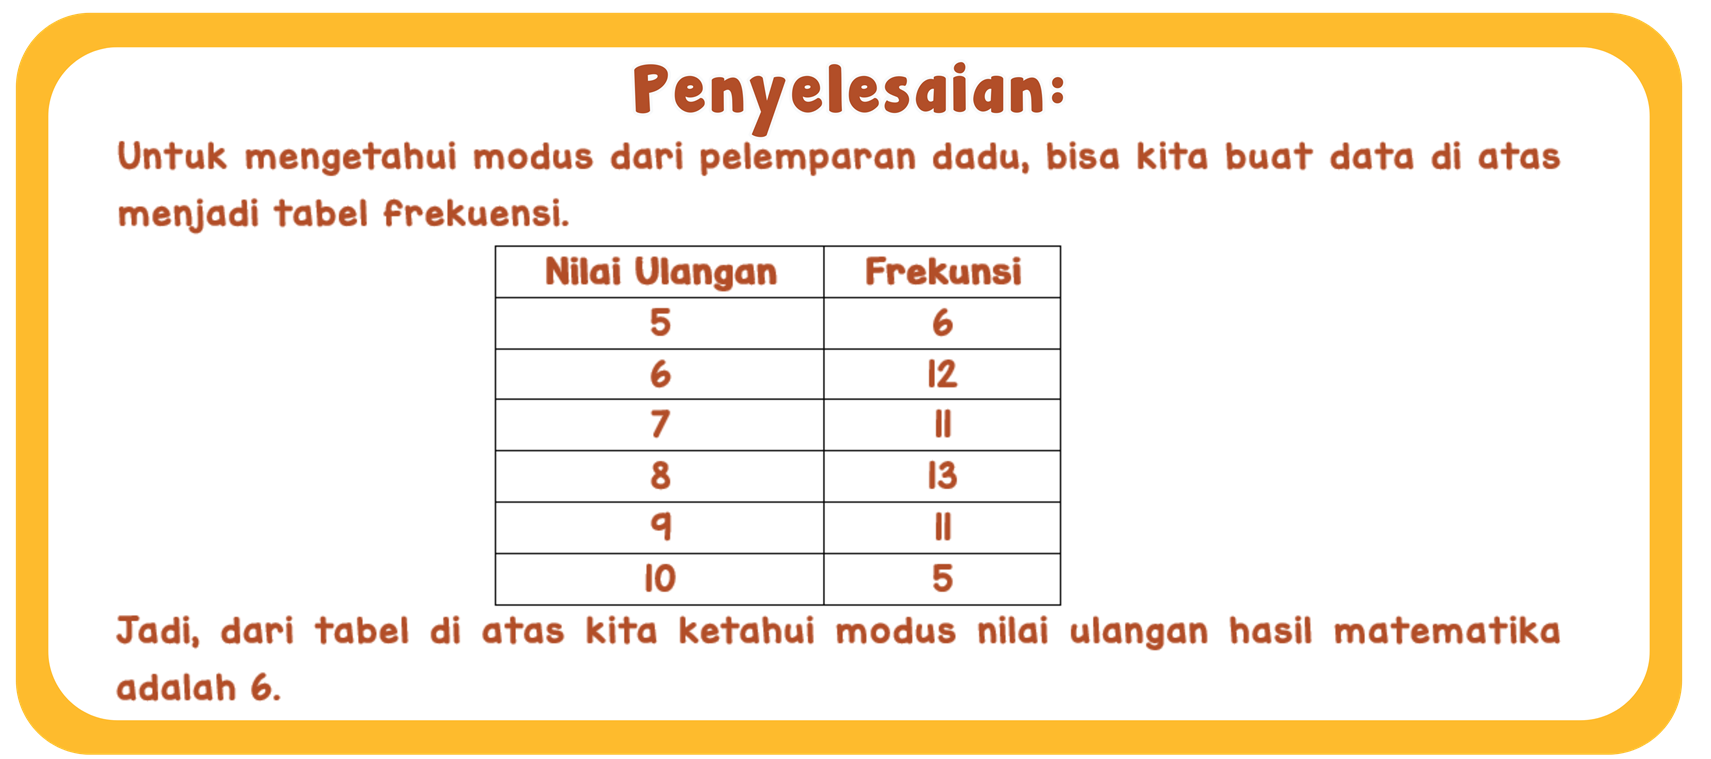 Penyelesaian:
Untuk mengetahui modus dari pelemparan dadu, bisa kita buat data di atas
menjadi tabel frekuensi.
Nilai Ulangan Frekunsi
5 6
6 12
7 11
8 13
9 11
10 5
Jadi, dari tabel di atas kita ketahui modus nilai ulangan hasil matematika
adalah 6.